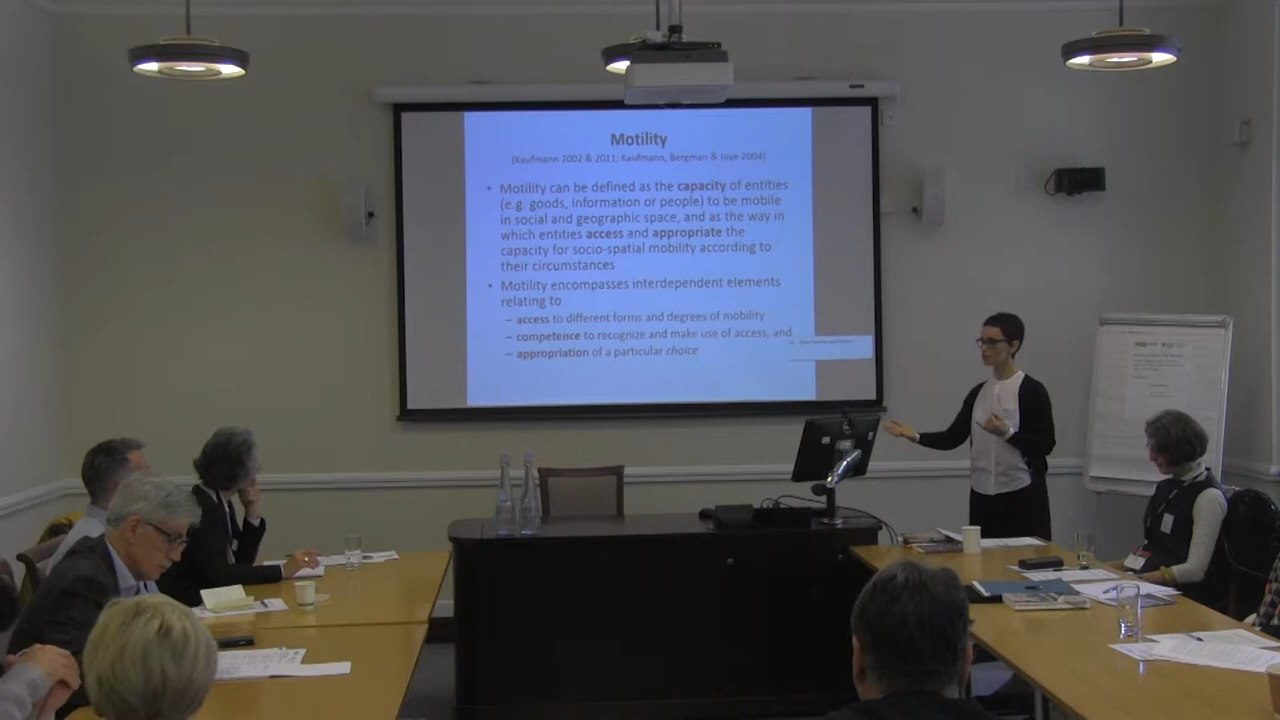 Motility
(Kaufmann 2002 & 2011; Kaufmann, Bergman & Joye 2004)
• Motility can be defined as the capacity of entities
(e.g. goods, information or people) to be mobile
in social and geographic space, and as the way in
which entities access and appropriate the
capacity for socio-spatial mobility according to
their circumstances
• Motility encompasses interdependent elements
relating to
– access to different forms and degrees of mobility
– competence to recognize and make use of access, and
– appropriation of a particular choice